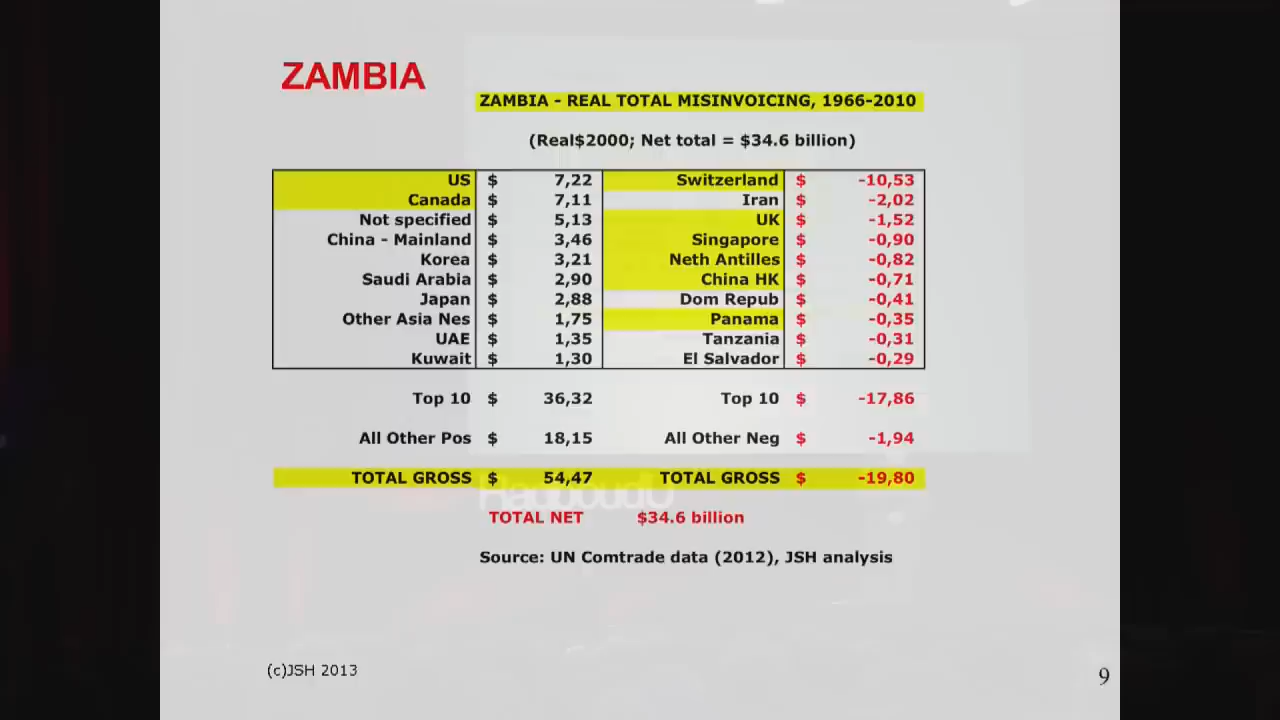 ZAMBIA
ZAMBIA - REAL TOTAL MISINVOICING, 1966-2010
(Real$2000; Net total = $34.6 billion)
US $ 7,22 Switzerland $ -10,53
Canada $ 7,11 Iran $ -2,02
Not specified $ 5,13 UK $ -1,52
China - Mainland $ 3,46 Singapore $ -0,90
Korea $ 3,21 Neth Antilles $ -0,82
Saudi Arabia $ 2,90 China HK $ -0,71
Japan $ 2,88 Dom Repub $ -0,41
Other Asia Nes $ 1,75 Panama $ -0,35
UAE $ 1,35 Tanzania $ -0,31
Kuwait $ 1,30 El Salvador $ -0,29
Top 10 $ 36,32 Top 10 $ -17,86
All Other Pos $ 18,15 All Other Neg $ -1,94
TOTAL GROSS $ 54,47 TOTAL GROSS $ -19,80
TOTAL NET $34.6 billion
Source: UN Comtrade data (2012), JSH analysis
(c)JSH 2013
9